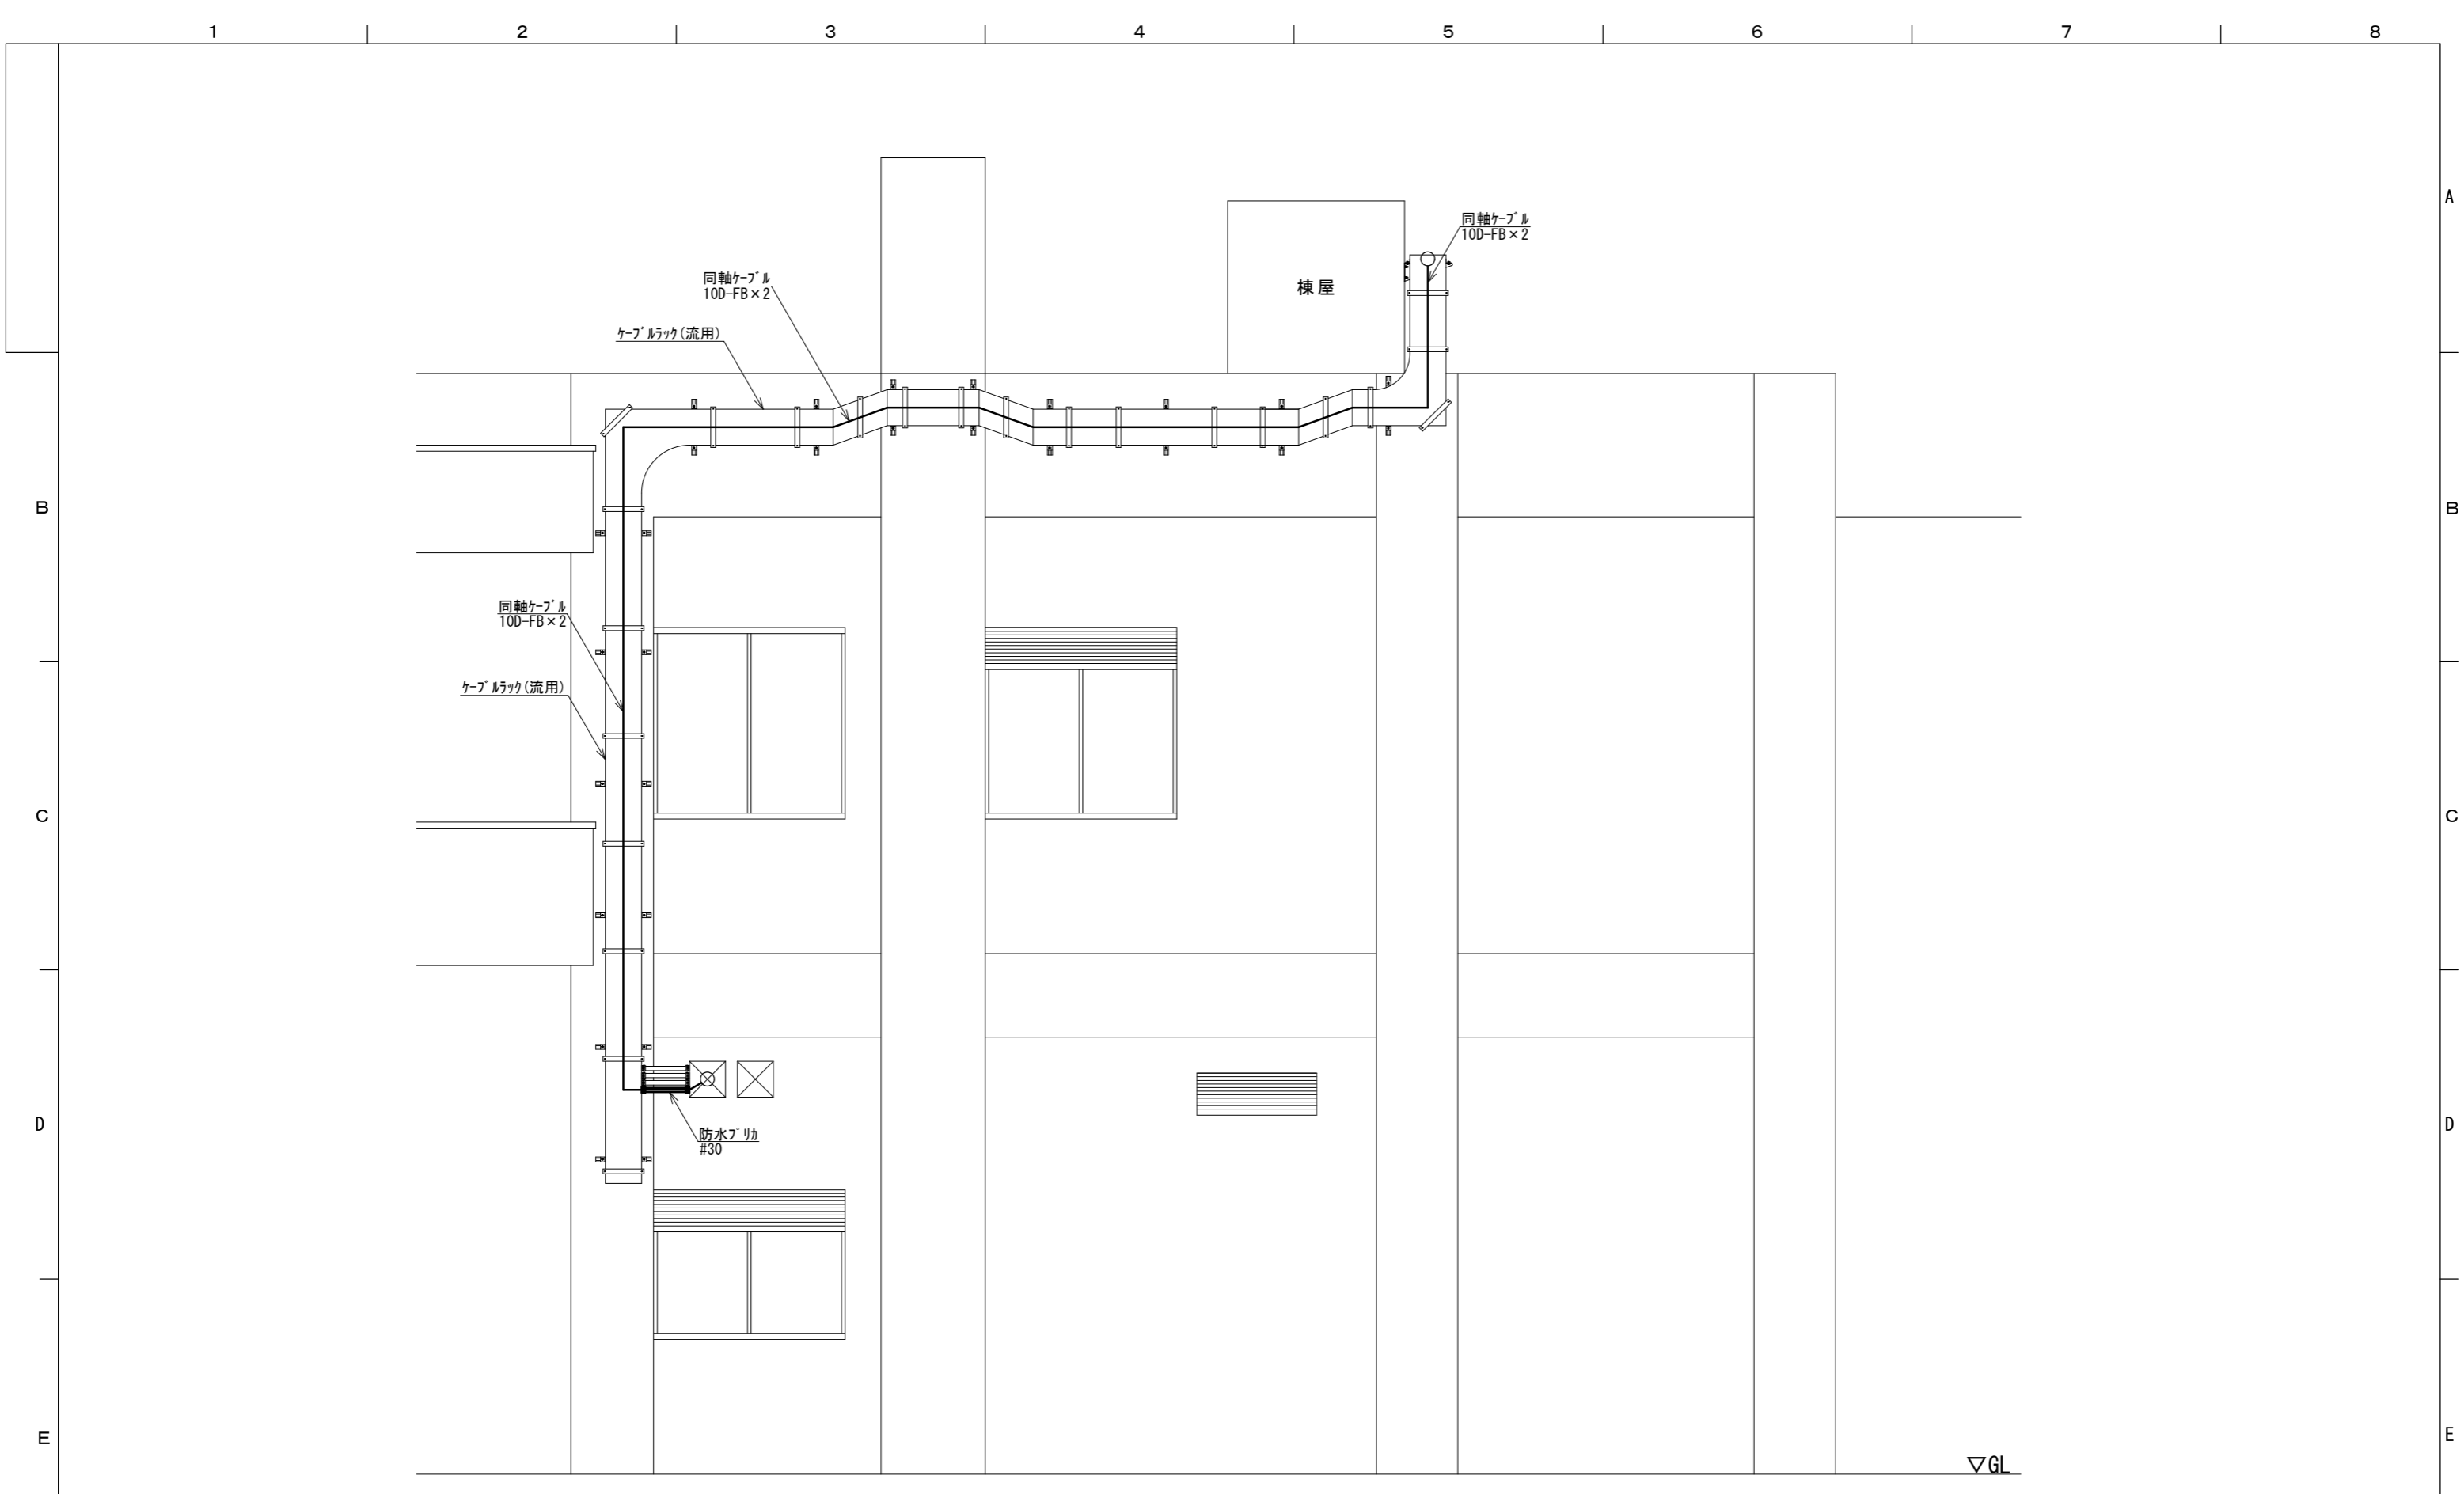 1 2 3 4 5 6 7 8
A
同軸ｹｰﾌﾞﾙ
10D-FB×2
同軸ｹｰﾌﾞﾙ
10D-FB×2
棟屋
ｹｰﾌﾞﾙﾗｯｸ(流用)
B B
同軸ｹｰﾌﾞﾙ
10D-FB×2
ｹｰﾌﾞﾙﾗｯｸ(流用)
C C
D D
防水ﾌﾟﾘｶ
#30
E E
▽GL